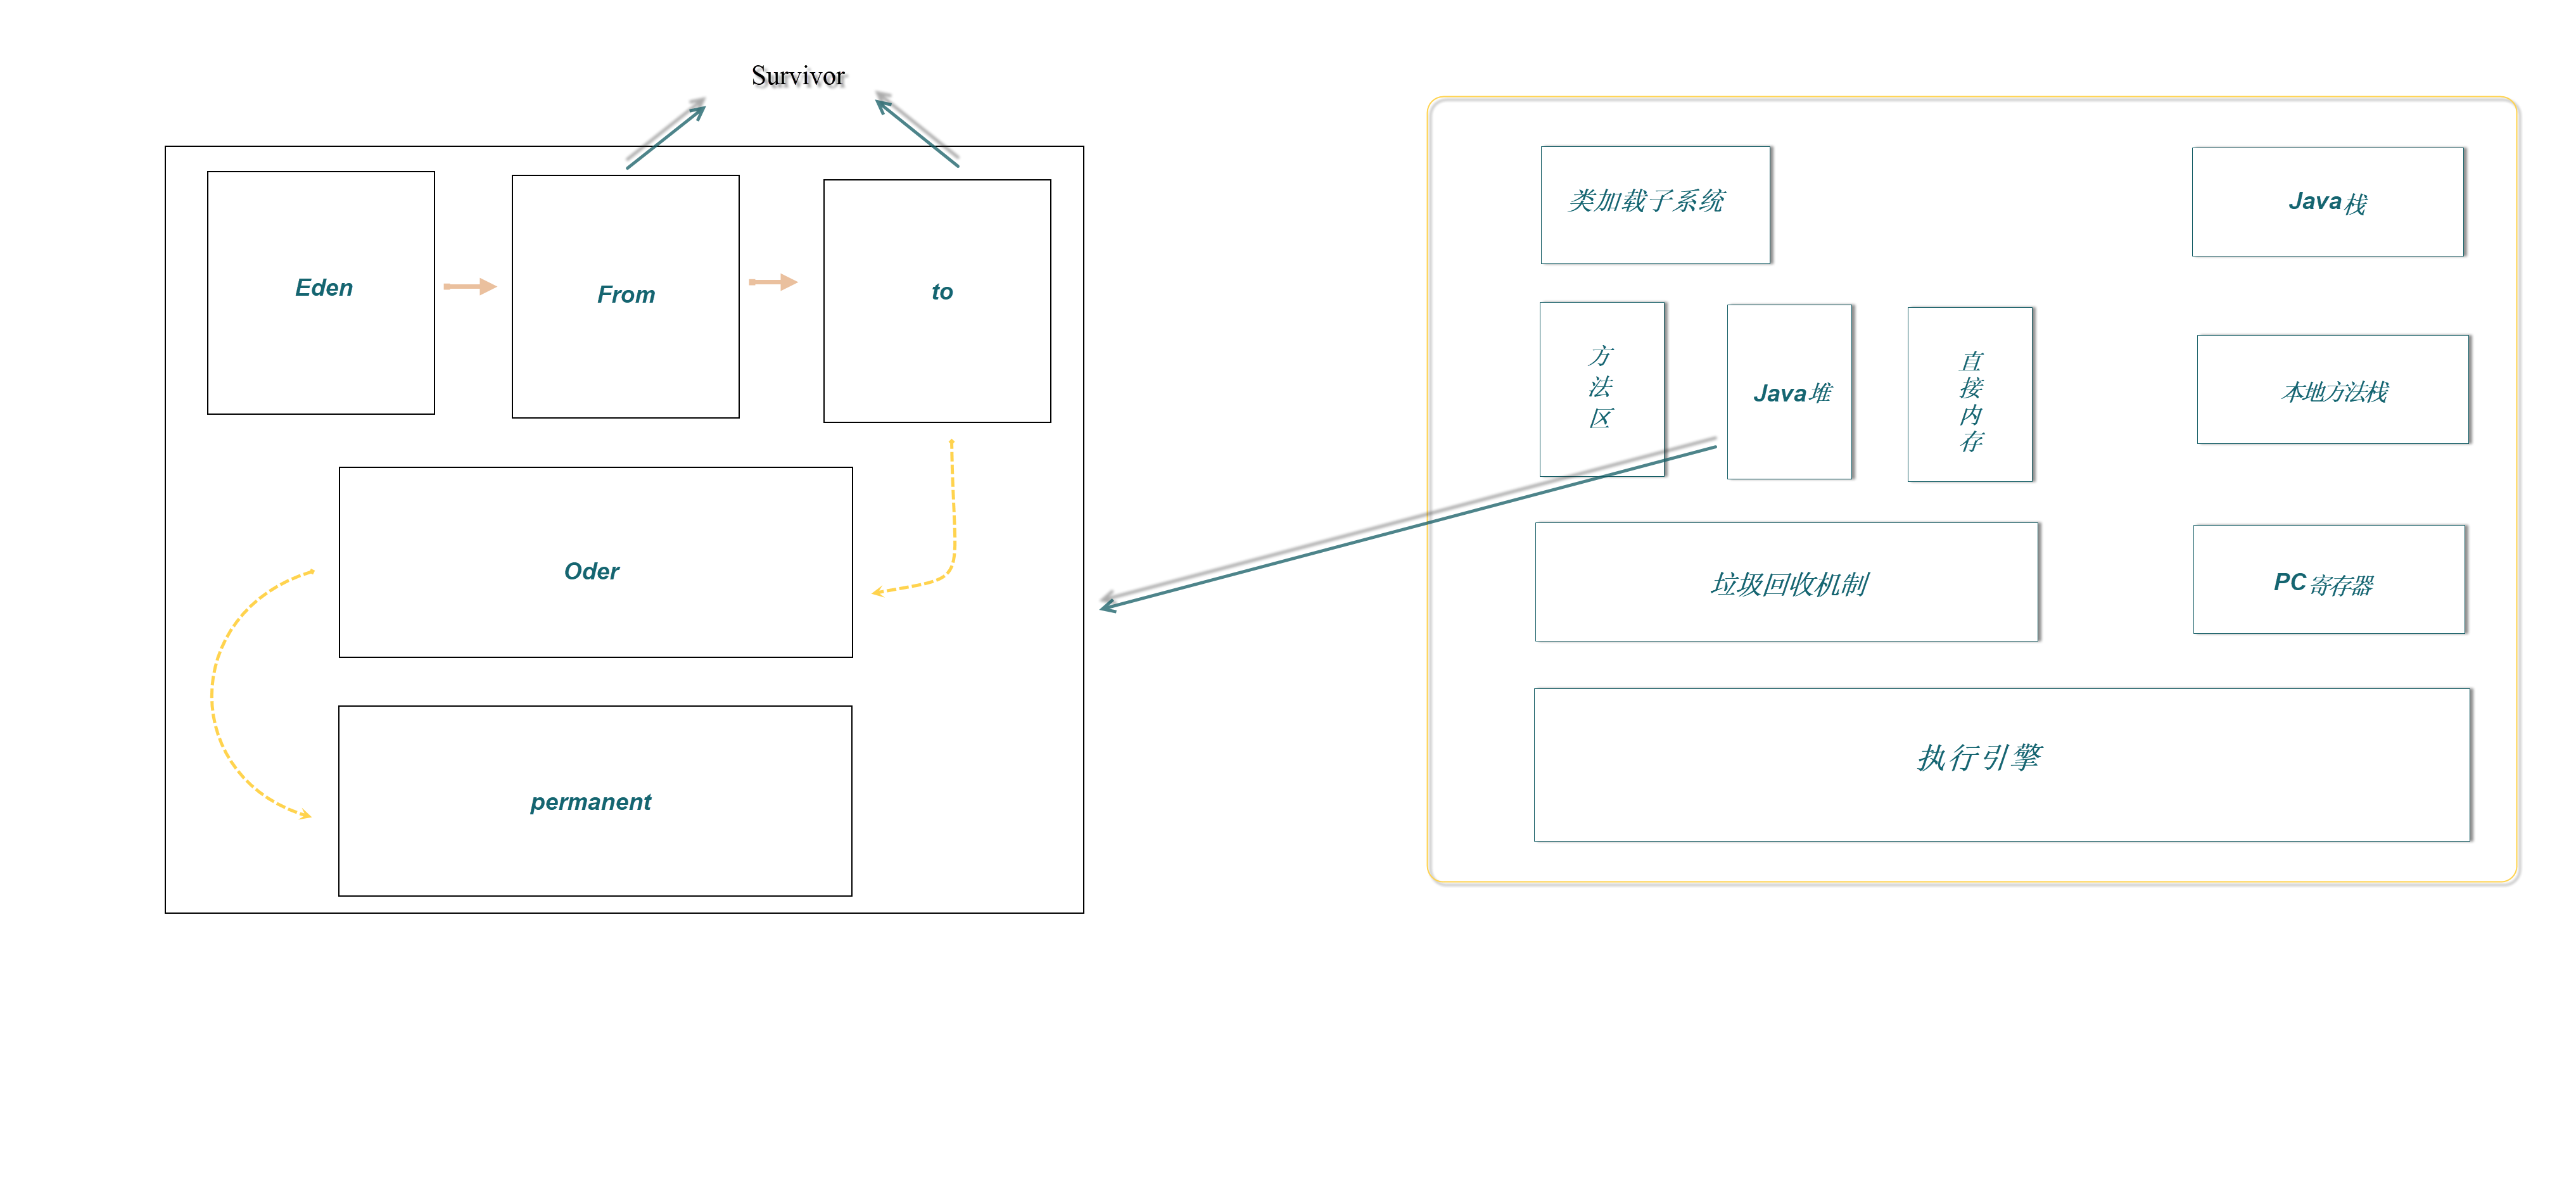 Survivor
Eden
From
to
Oder
permanent
类加载子系统
Java栈
方
法
区
Java堆
直
接
内
存
本地方法栈
垃圾回收机制
PC寄存器
执行引擎